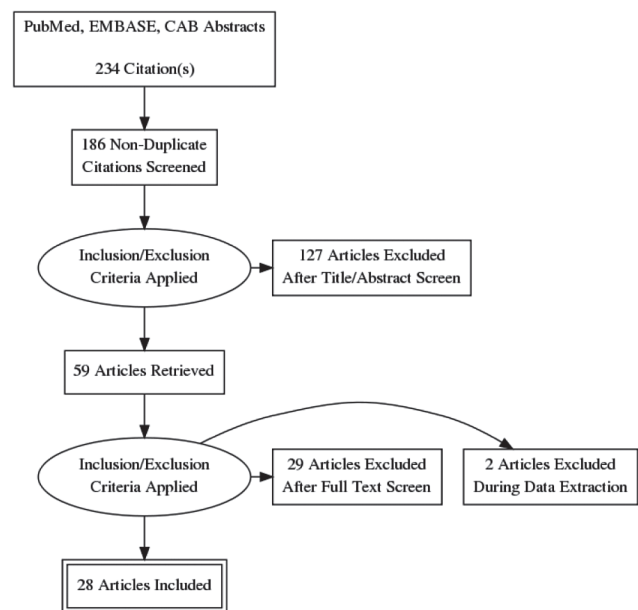 PubMed, EMBASE, CAB Abstracts
234 Citation(s)
186 Non-Duplicate
Citations Screened
Inclusion/Exclusion
Criteria Applied
127 Articles Excluded
After Title/Abstract Screen
59 Articles Retrieved
Inclusion/Exclusion
Criteria Applied
29 Articles Excluded
After Full Text Screen
2 Articles Excluded
During Data Extraction
28 Articles Included